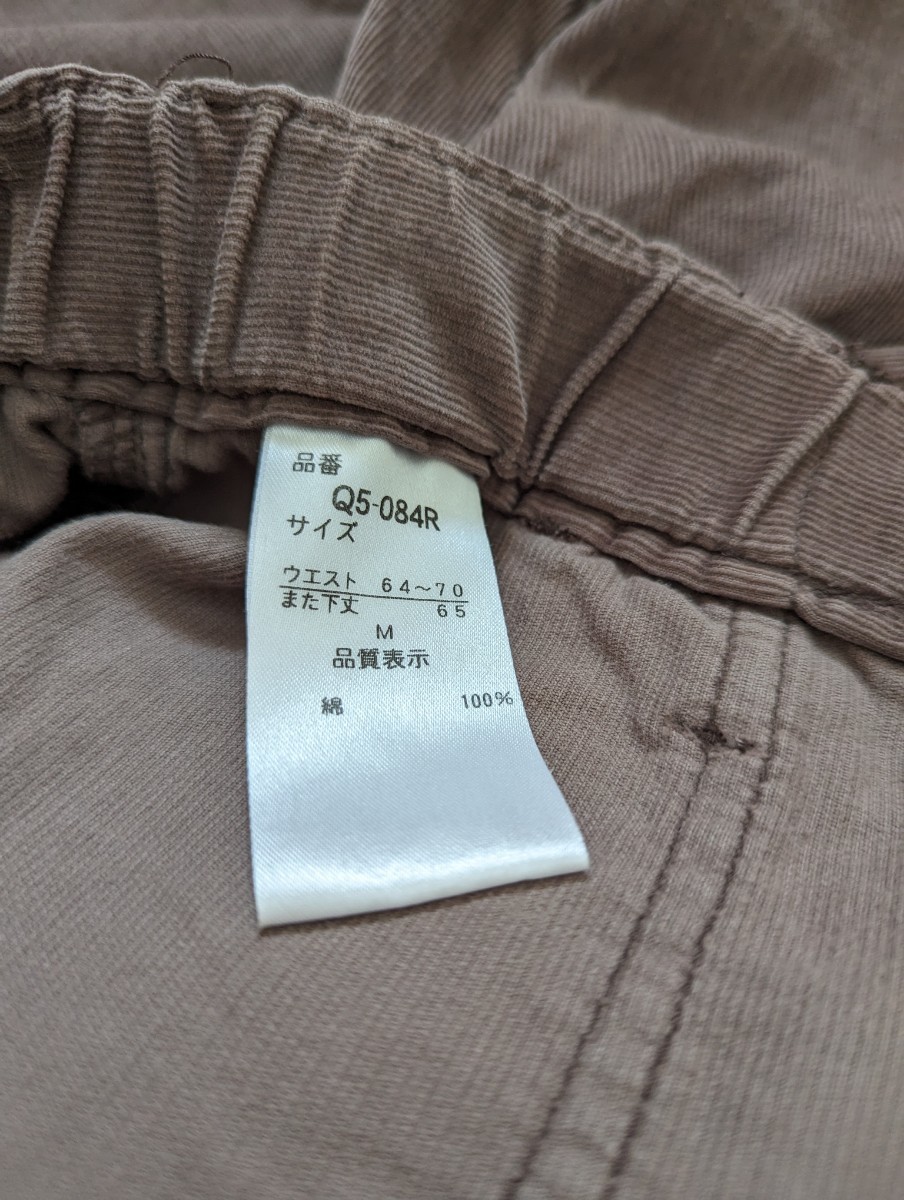 品番
Q5-084R
サイズ
ウエスト 64～70
また下丈 65
M
品質表示
綿 100%